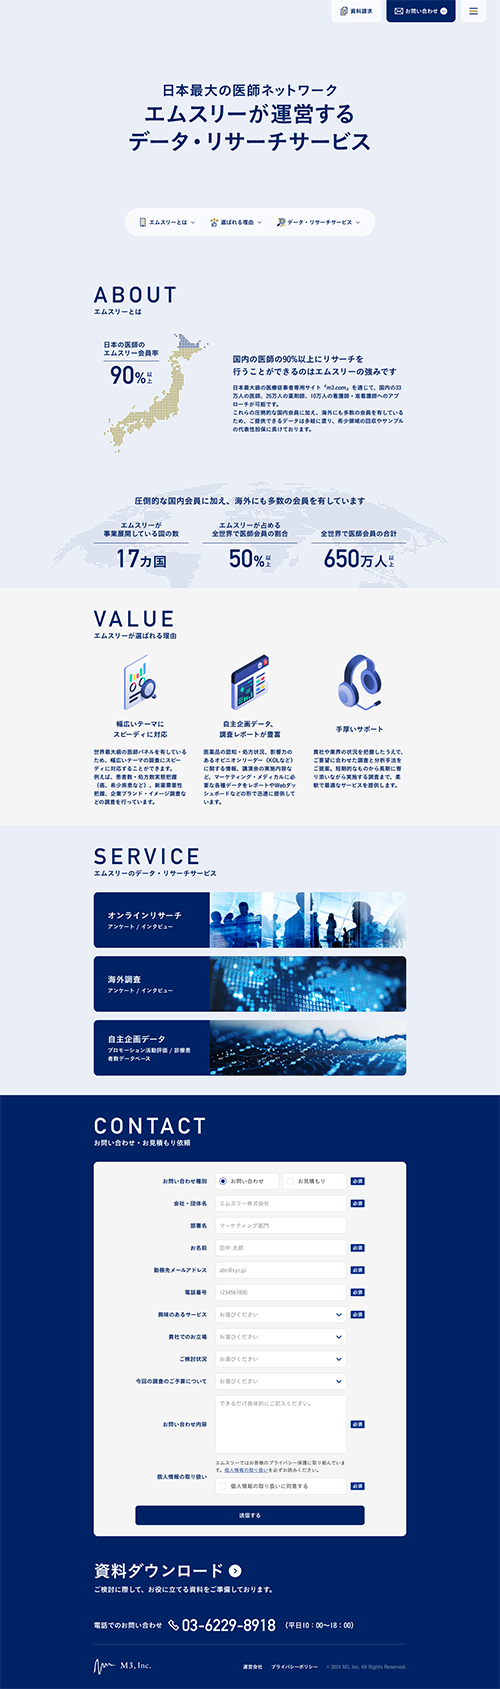 資料請求
お問い合わせ
日本最大の医師ネットワーク
エムスリーが運営する
データ・リサーチサービス
エムスリーとは
選ばれる理由
データ・リサーチサービス
ABOUT
エムスリーとは
日本の医師の
エムスリー会員率
90%以上
国内の医師の90%以上にリサーチを
行うことができるのはエムスリーの強みです
日本最大級の医療従事者専用サイト「m3.com」を通じて、国内の33
万人の医師、26万人の薬剤師、10万人の看護師・准看護師へのアプ
ローチが可能です。
これらの圧倒的な国内会員に加え、海外にも多数の会員を有している
ため、ご提供できるデータは多岐に渡り、希少領域の回収やサンプル
の代表性担保に長けております。
圧倒的な国内会員に加え、海外にも多数の会員を有しています
エムスリーが
事業展開している国の数
17カ国
エムスリーが占める
全世界で医師会員の割合
50%以上
全世界で医師会員の合計
650万人以上
VALUE
エムスリーが選ばれる理由
幅広いテーマに
スピーディに対応
世界最大級の医師パネルを有している
ため、幅広いテーマの調査にスピー
ディに対応することができます。
例えば、患者数・処方数実態把握
（癌、希少疾患など）、新薬需要性
把握、企業ブランド・イメージ調査な
どの調査を行っています。
自主企画データ、
調査レポートが豊富
医薬品の認知・処方状況、影響力の
あるオピニオンリーダー（KOLなど）
に関する情報、講演会の実施内容な
ど、マーケティング・メディカルに必
要な各種データをレポートやWebダッ
シュボードなどの形で迅速に提供して
います。
手厚いサポート
貴社や業界の状況を把握したうえで、
ご要望に合わせた調査と分析手法を
ご提案。短期的なものから長期に寄
り添いながら実施する調査まで、柔
軟で最適なサービスを提供します。
SERVICE
エムスリーのデータ・リサーチサービス
オンラインリサーチ
アンケート / インタビュー
海外調査
アンケート / インタビュー
自主企画データ
プロモーション活動評価 / 診療患
者数データベース
CONTACT
お問い合わせ・お見積もり依頼
お問い合わせ種別 お問い合わせ お見積もり 必須
会社・団体名 エムスリー株式会社 必須
部署名 マーケティング部門
お名前 田中 太郎 必須
勤務先メールアドレス abc@xyz.jp 必須
電話番号 1234567890 必須
興味のあるサービス お選びください 必須
貴社でのお立場 お選びください
ご検討状況 お選びください
今回の調査のご予算について お選びください
できるだけ具体的にご記入ください。
お問い合わせ内容 必須
エムスリーではお客様のプライバシー保護に取り組んでいま
す。個人情報の取り扱いを必ずお読みください。
個人情報の取り扱い
個人情報の取り扱いに同意する 必須
送信する
資料ダウンロード
ご検討に際して、お役に立てる資料をご準備しております。
電話でのお問い合わせ 03-6229-8918 （平日10：00〜18：00）
M3, Inc.
運営会社 プライバシーポリシー © 2024 M3, Inc. All Rights Reserved.